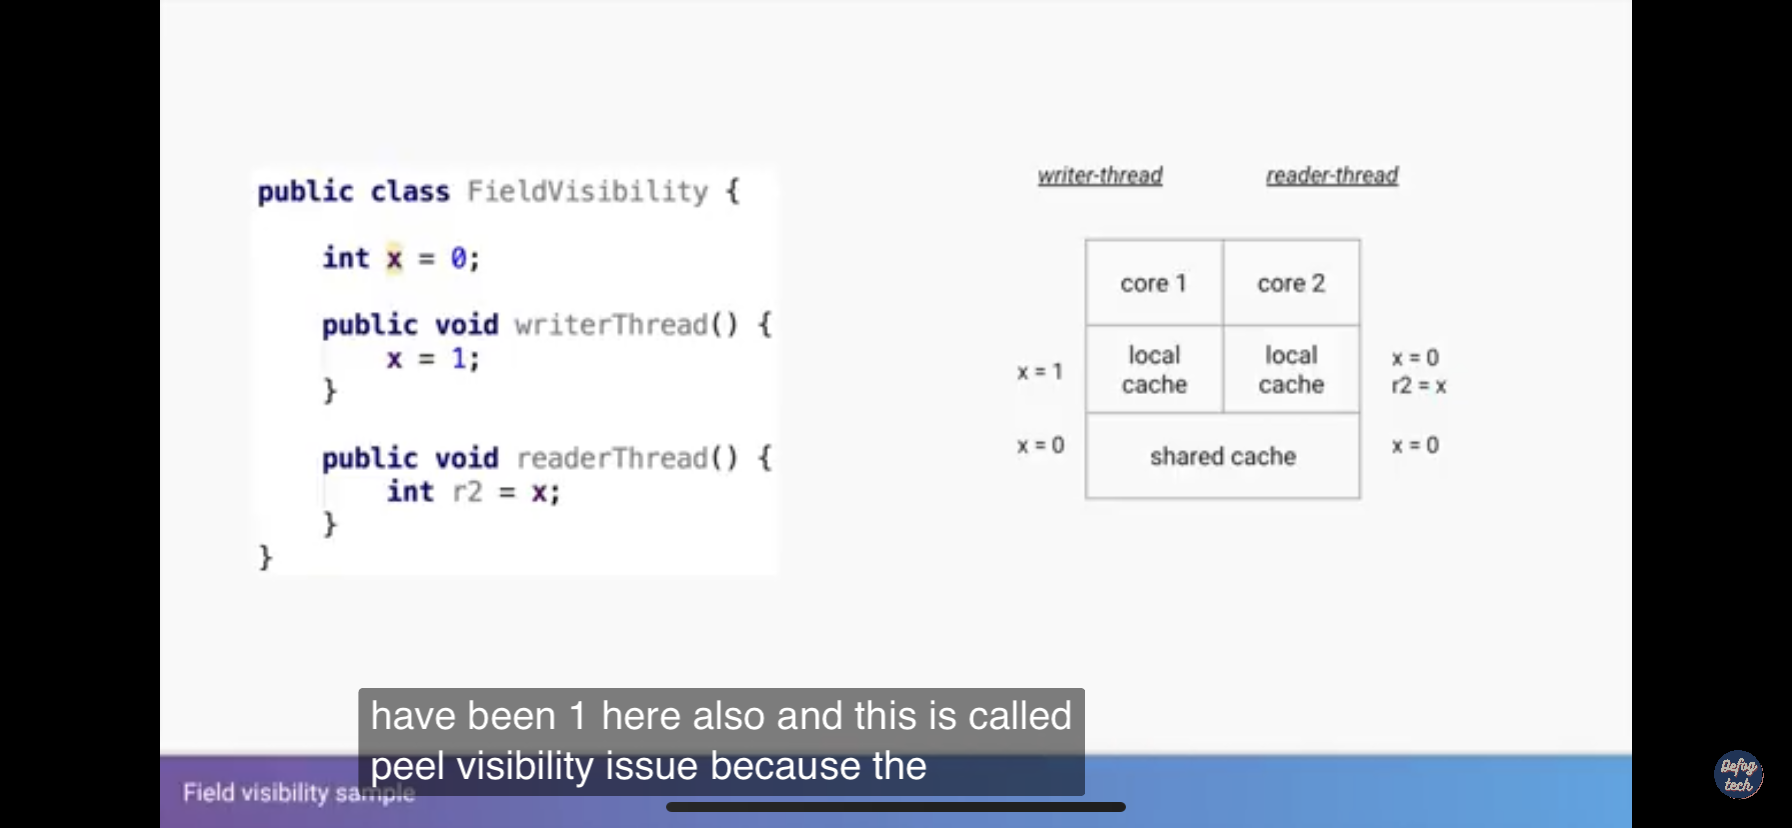 public class FieldVisibility {
int x = 0;
public void writerThread() {
x = 1;
}
public void readerThread() {
int r2 = x;
}
}
writer-thread reader-thread
core 1 core 2
x = 1 local cache local cache x = 0
r2 = x
x = 0 shared cache x = 0
have been 1 here also and this is called
peel visibility issue because the
Field visibility sample
Defog
tech